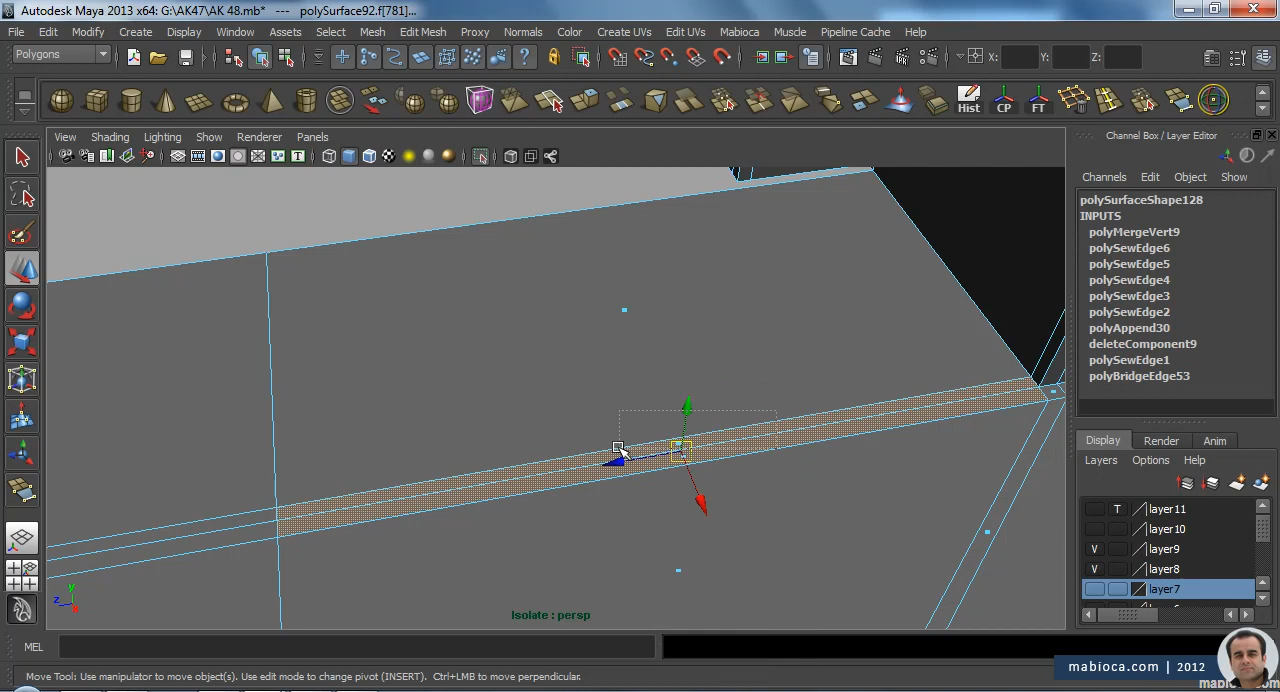 Autodesk Maya 2013 x64: G:\AK47\AK 48.mb* --- polySurface92.f[781]...
File Edit Modify Create Display Window Assets Select Mesh Edit Mesh Proxy Normals Color Create UVs Edit UVs Mabioca Muscle Pipeline Cache Help
Polygons
X: Y: Z:
Hist CP FT
View Shading Lighting Show Renderer Panels
Channel Box / Layer Editor
Channels Edit Object Show
polySurfaceShape128
INPUTS
polyMergeVert9
polySewEdge6
polySewEdge5
polySewEdge4
polySewEdge3
polySewEdge2
polyAppend30
deleteComponent9
polySewEdge1
polyBridgeEdge53
Display Render Anim
Layers Options Help
T layer11
layer10
V layer9
V layer8
layer7
y
z x
Isolate : persp
MEL
mabioca.com | 2012
mabioca.com
Move Tool: Use manipulator to move object(s). Use edit mode to change pivot (INSERT). Ctrl+LMB to move perpendicular.